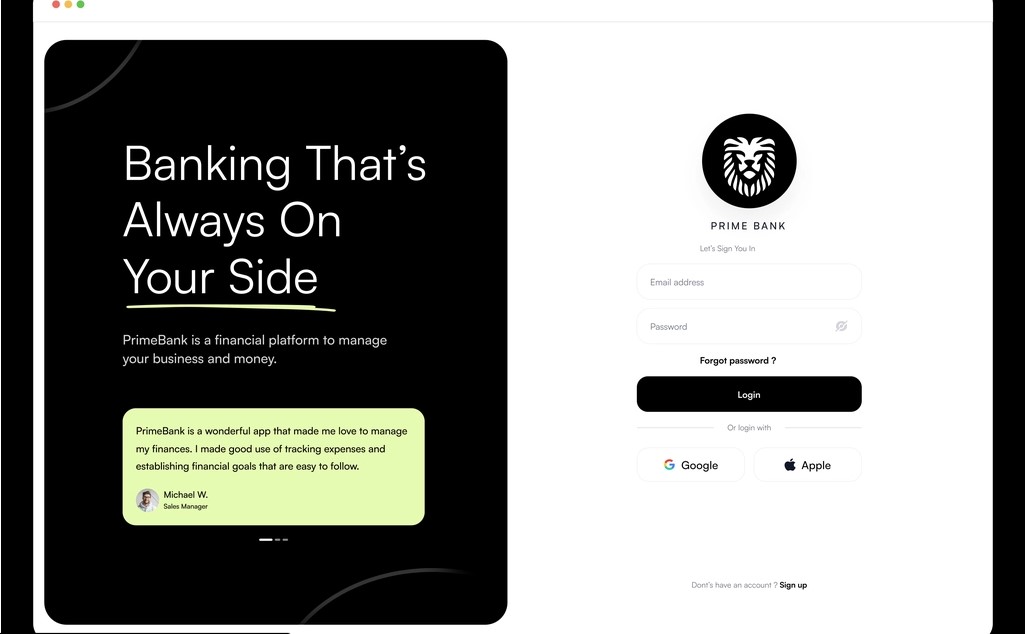 Banking That’s
Always On
Your Side
PrimeBank is a financial platform to manage
your business and money.
PrimeBank is a wonderful app that made me love to manage
my finances. I made good use of tracking expenses and
establishing financial goals that are easy to follow.
Michael W.
Sales Manager
PRIME BANK
Let’s Sign You In
Email address
Password
Forgot password ?
Login
Or login with
Google
Apple
Dont’s have an account ? Sign up